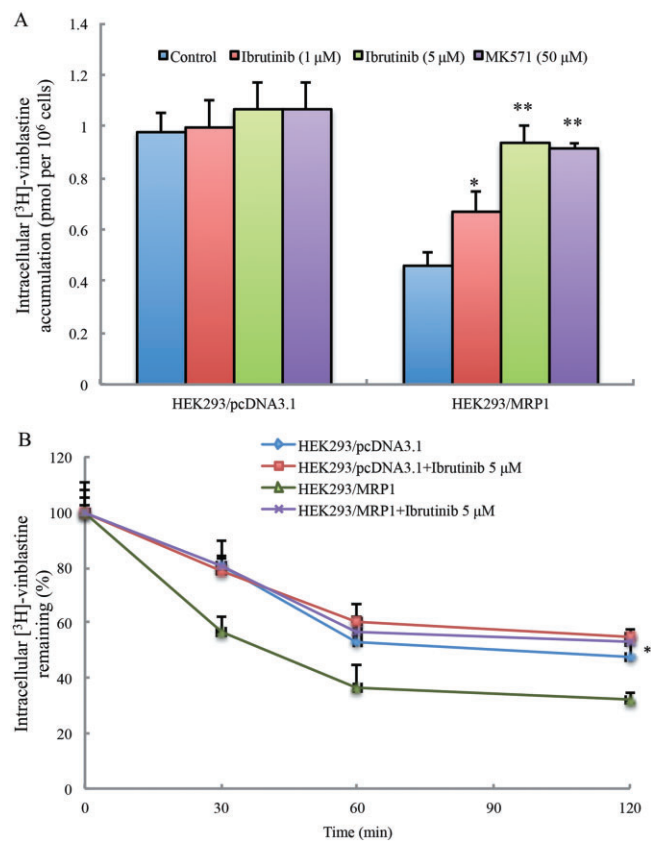 A
1.4
1.2
1
0.8
0.6
0.4
0.2
0
Intracellular [³H]-vinblastine
accumulation (pmol per 10⁶ cells)
Control Ibrutinib (1 μM) Ibrutinib (5 μM) MK571 (50 μM)
*
**
**
HEK293/pcDNA3.1 HEK293/MRP1
B
120
100
80
60
40
20
0
Intracellular [³H]-vinblastine
remaining (%)
HEK293/pcDNA3.1
HEK293/pcDNA3.1+Ibrutinib 5 μM
HEK293/MRP1
HEK293/MRP1+Ibrutinib 5 μM
*
0 30 60 90 120
Time (min)